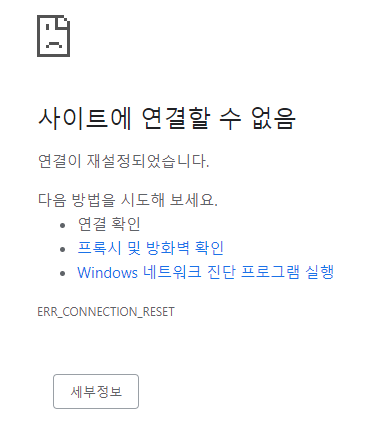 사이트에 연결할 수 없음
연결이 재설정되었습니다.
다음 방법을 시도해 보세요.
• 연결 확인
• 프록시 및 방화벽 확인
• Windows 네트워크 진단 프로그램 실행
ERR_CONNECTION_RESET
세부정보